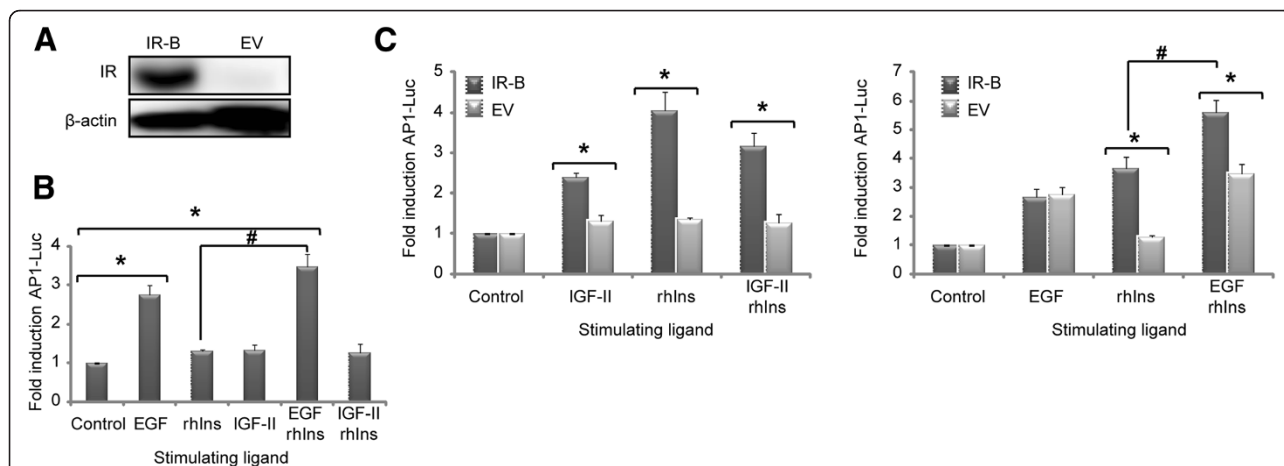 A
IR-B EV
IR
β-actin
B
Fold induction AP1-Luc
4
3
2
1
0
*
*
#
Control EGF rhIns IGF-II EGF rhIns IGF-II rhIns
Stimulating ligand
C
Fold induction AP1-Luc
5
4
3
2
1
0
IR-B
EV
*
*
*
Control IGF-II rhIns IGF-II rhIns
Stimulating ligand
Fold induction AP1-Luc
7
6
5
4
3
2
1
0
IR-B
EV
#
*
*
Control EGF rhIns EGF rhIns
Stimulating ligand